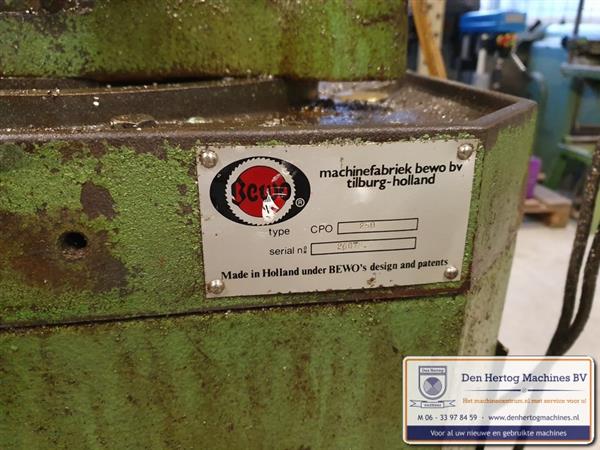 Bewo
®
machinefabriek bewo bv
tilburg-holland
type CPO 250
serial nº
Made in Holland under BEWO's design and patents
Den Hertog Machines BV
Het machinecentrum.nl met service voor u!
M 06 - 33 97 84 59 - www.denhertogmachines.nl
Voor al uw nieuwe en gebruikte machines